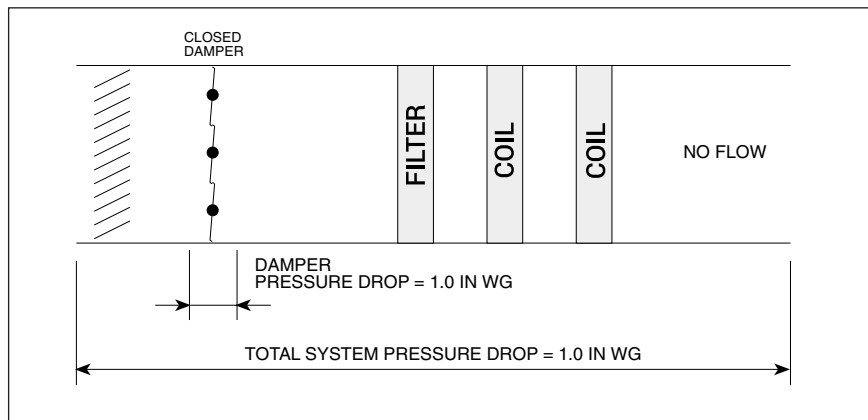 CLOSED
DAMPER
FILTER
COIL
COIL
NO FLOW
DAMPER
PRESSURE DROP = 1.0 IN WG
TOTAL SYSTEM PRESSURE DROP = 1.0 IN WG